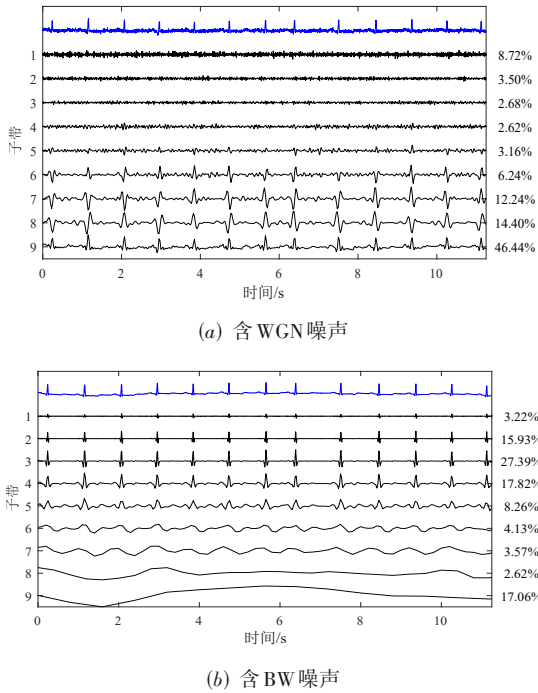 1 8.72%
2 3.50%
3 2.68%
4 2.62%
5 3.16%
6 6.24%
7 12.24%
8 14.40%
9 46.44%
子带
0 2 4 6 8 10
时间/s
(a) 含WGN噪声
1 3.22%
2 15.93%
3 27.39%
4 17.82%
5 8.26%
6 4.13%
7 3.57%
8 2.62%
9 17.06%
子带
0 2 4 6 8 10
时间/s
(b) 含BW噪声